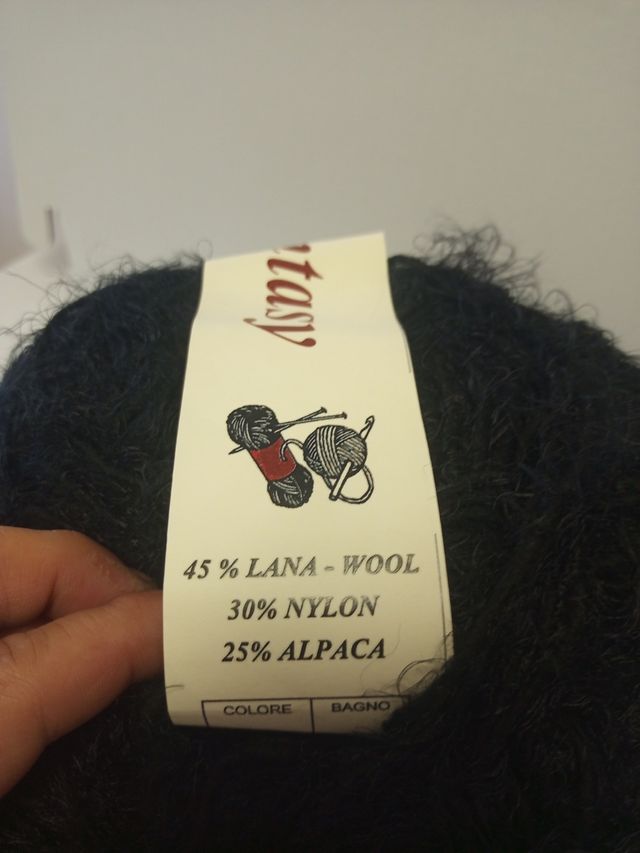 tasy
45 % LANA - WOOL
30% NYLON
25% ALPACA
COLORE BAGNO